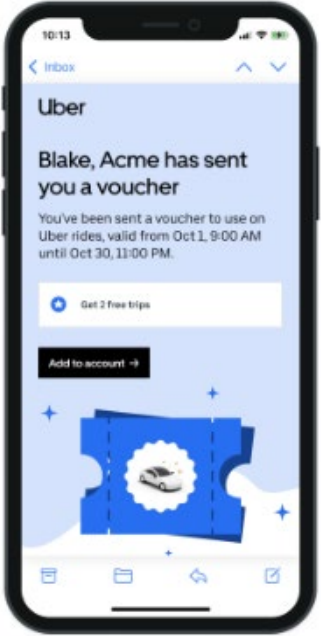 10:13
Inbox
Uber
Blake, Acme has sent
you a voucher
You've been sent a voucher to use on
Uber rides, valid from Oct 1, 9:00 AM
until Oct 30, 11:00 PM.
Get 2 free trips
Add to account →